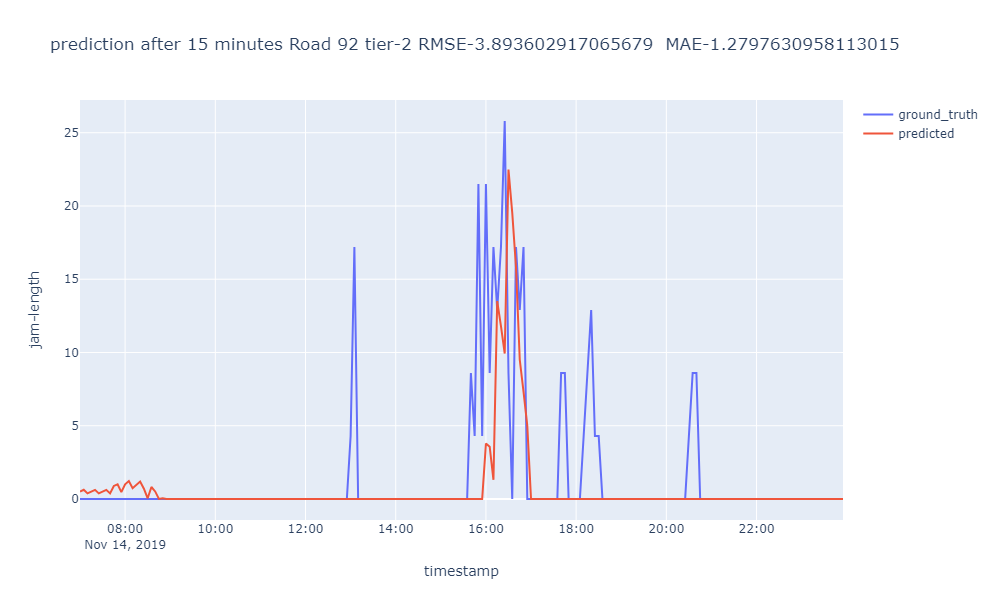 prediction after 15 minutes Road 92 tier-2 RMSE-3.893602917065679  MAE-1.2797630958113015
ground_truth
predicted
25
20
15
10
5
0
jam-length
08:00 10:00 12:00 14:00 16:00 18:00 20:00 22:00
Nov 14, 2019
timestamp